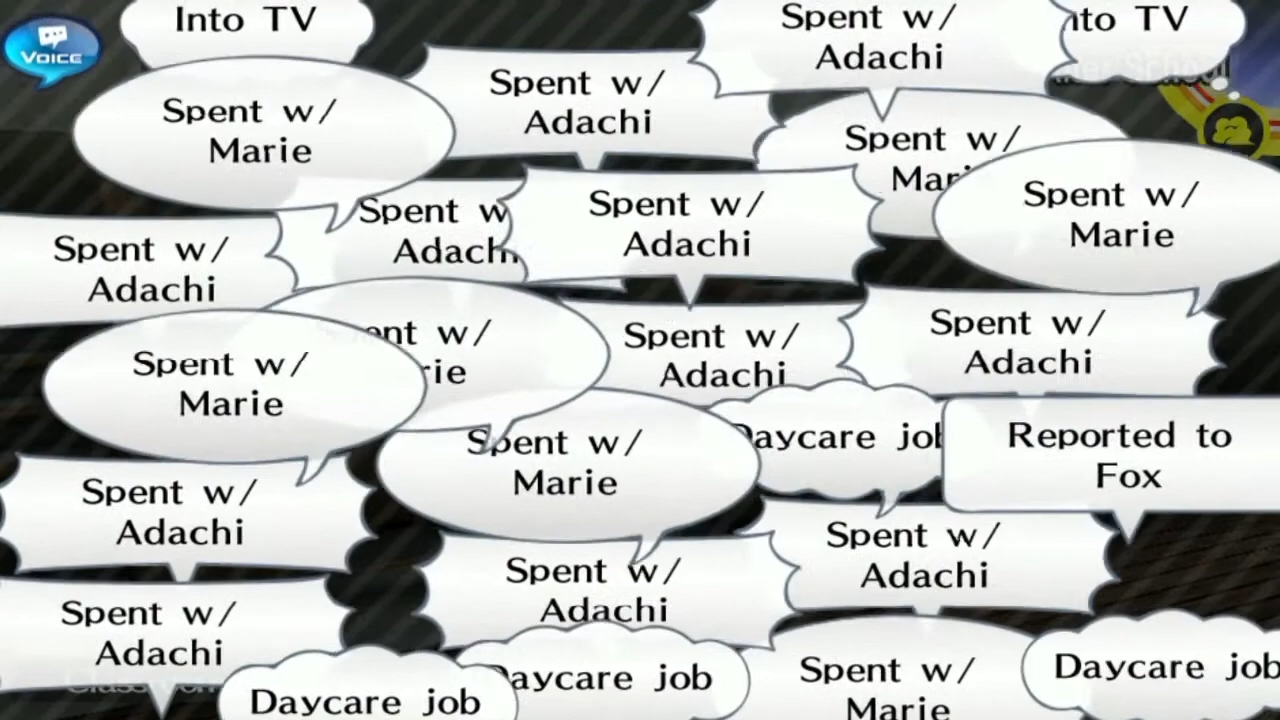 VOICE
Into TV
Spent w/
Adachi
Into TV
Spent w/
Marie
Spent w/
Adachi
Spent w/
Spent w/
Marie
Spent w/
Adachi
Spent w/
Adachi
Spent w/
Adachi
Spent w/
Marie
w/
Spent w/
Adachi
Spent w/
Adachi
Spent w/
Marie
Daycare job
Reported to
Fox
Spent w/
Adachi
Spent w/
Adachi
Spent w/
Adachi
Spent w/
Adachi
Daycare job
Daycare job
Spent w/
Marie
Daycare job